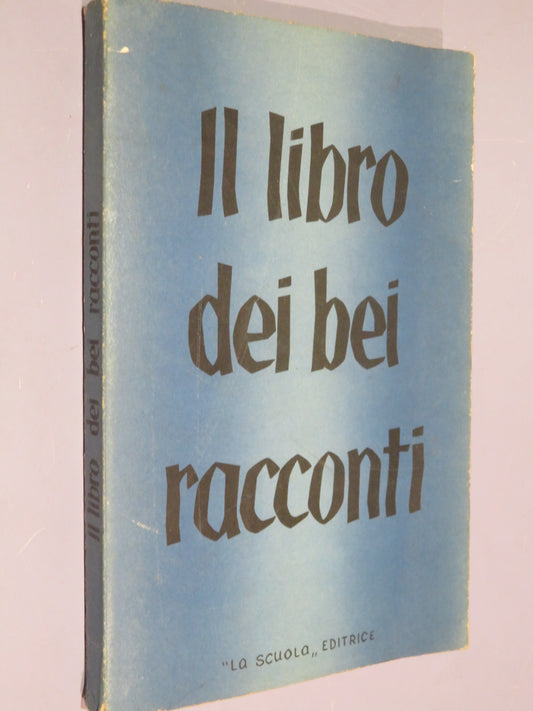 Il libro
dei bei
racconti
"LA SCUOLA„ EDITRICE
Il libro dei bei racconti